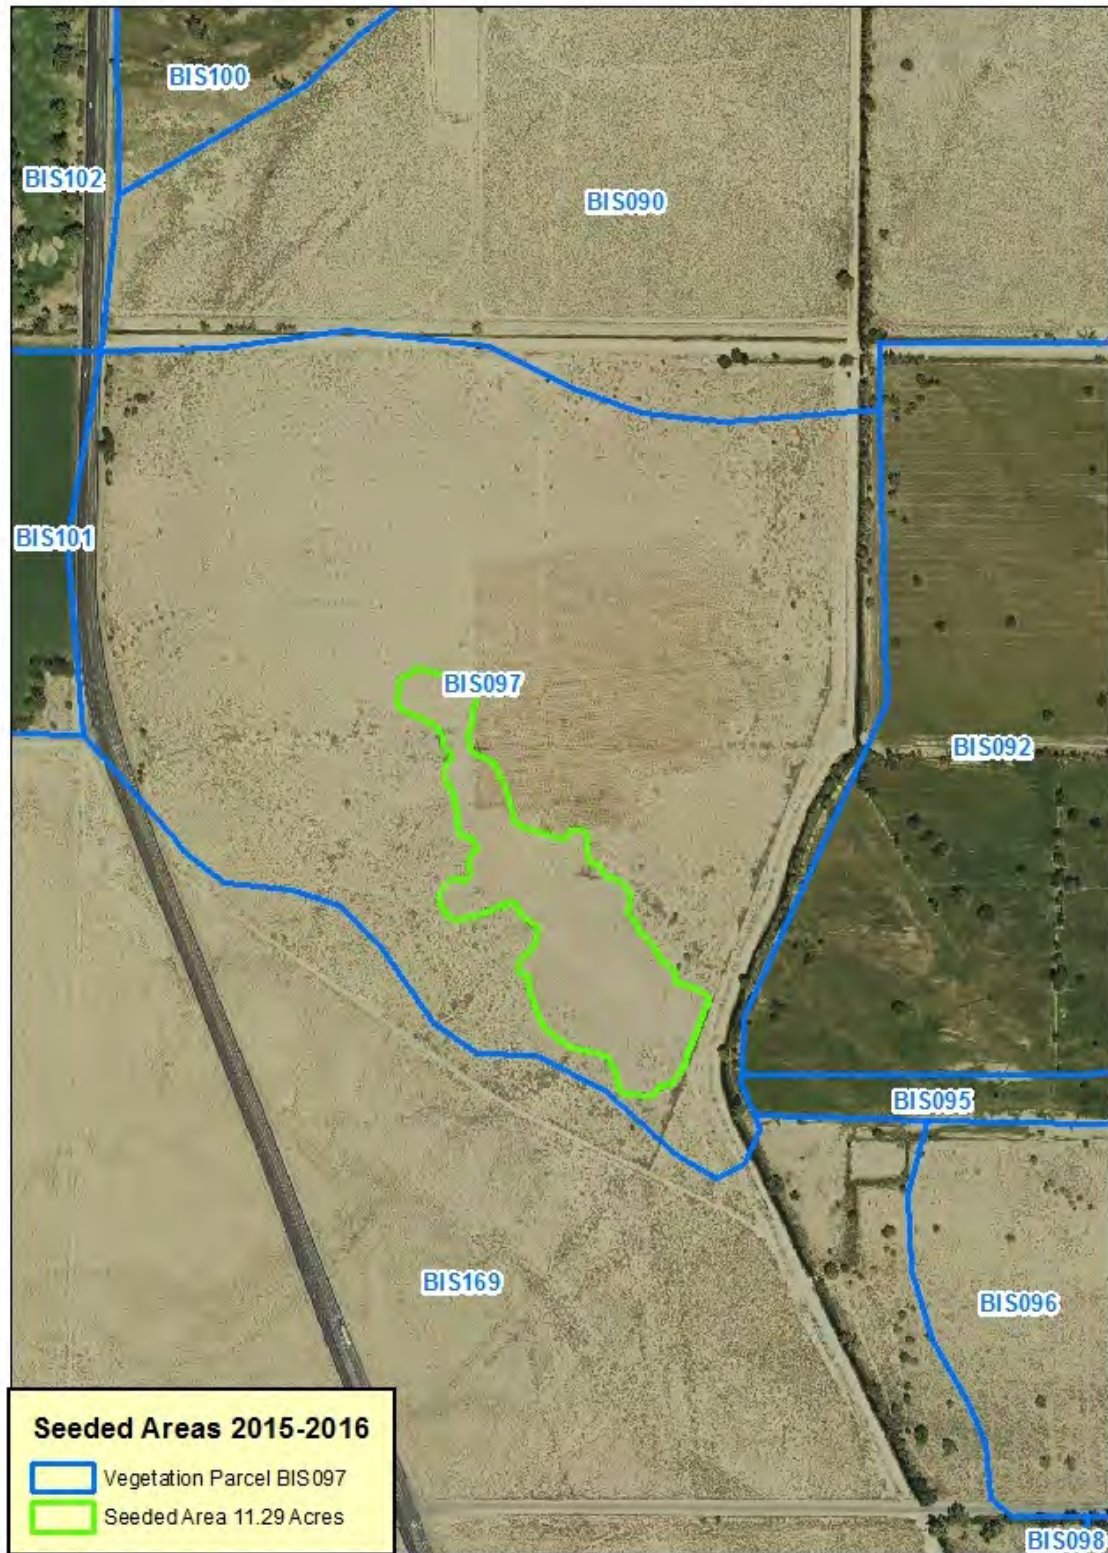 BIS100
BIS102
BIS090
BIS101
BIS097
BIS092
BIS095
BIS169
BIS096
BIS098
Seeded Areas 2015-2016
Vegetation Parcel BIS097
Seeded Area 11.29 Acres